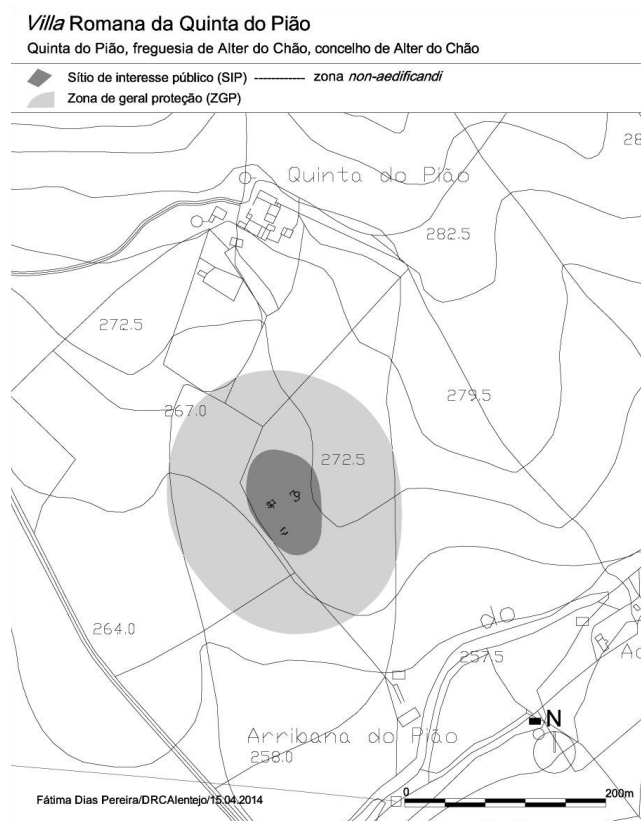 Villa Romana da Quinta do Pião
Quinta do Pião, freguesia de Alter do Chão, concelho de Alter do Chão
Sítio de interesse público (SIP) ------------ zona non-aedificandi
Zona de geral proteção (ZGP)
28
Quinta do Pião
282.5
272.5
279.5
267.0
272.5
264.0
do
257.5
Ad
N
Arribana do Pião
258.0
Fátima Dias Pereira/DRCAlentejo/15.04.2014
0
200m